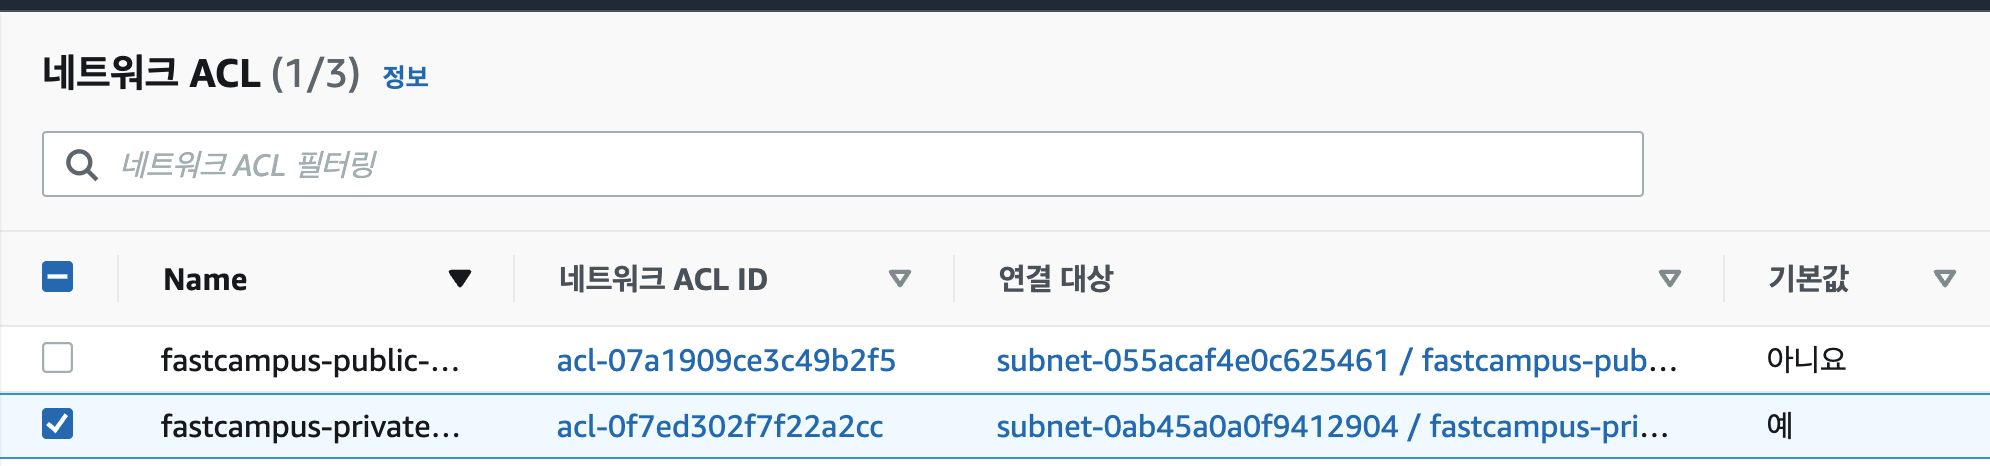 네트워크 ACL (1/3) 정보
네트워크 ACL 필터링
Name 네트워크 ACL ID 연결 대상 기본값
fastcampus-public-... acl-07a1909ce3c49b2f5 subnet-055acaf4e0c625461 / fastcampus-pub... 아니요
fastcampus-private... acl-0f7ed302f7f22a2cc subnet-0ab45a0a0f9412904 / fastcampus-pri... 예